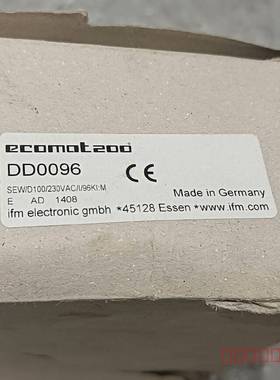 ecomat200
DD0096
CE
SEW/D100/230VAC/I/96KI:M
E AD 1408
Made in Germany
ifm electronic gmbh *45128 Essen *www.ifm.com